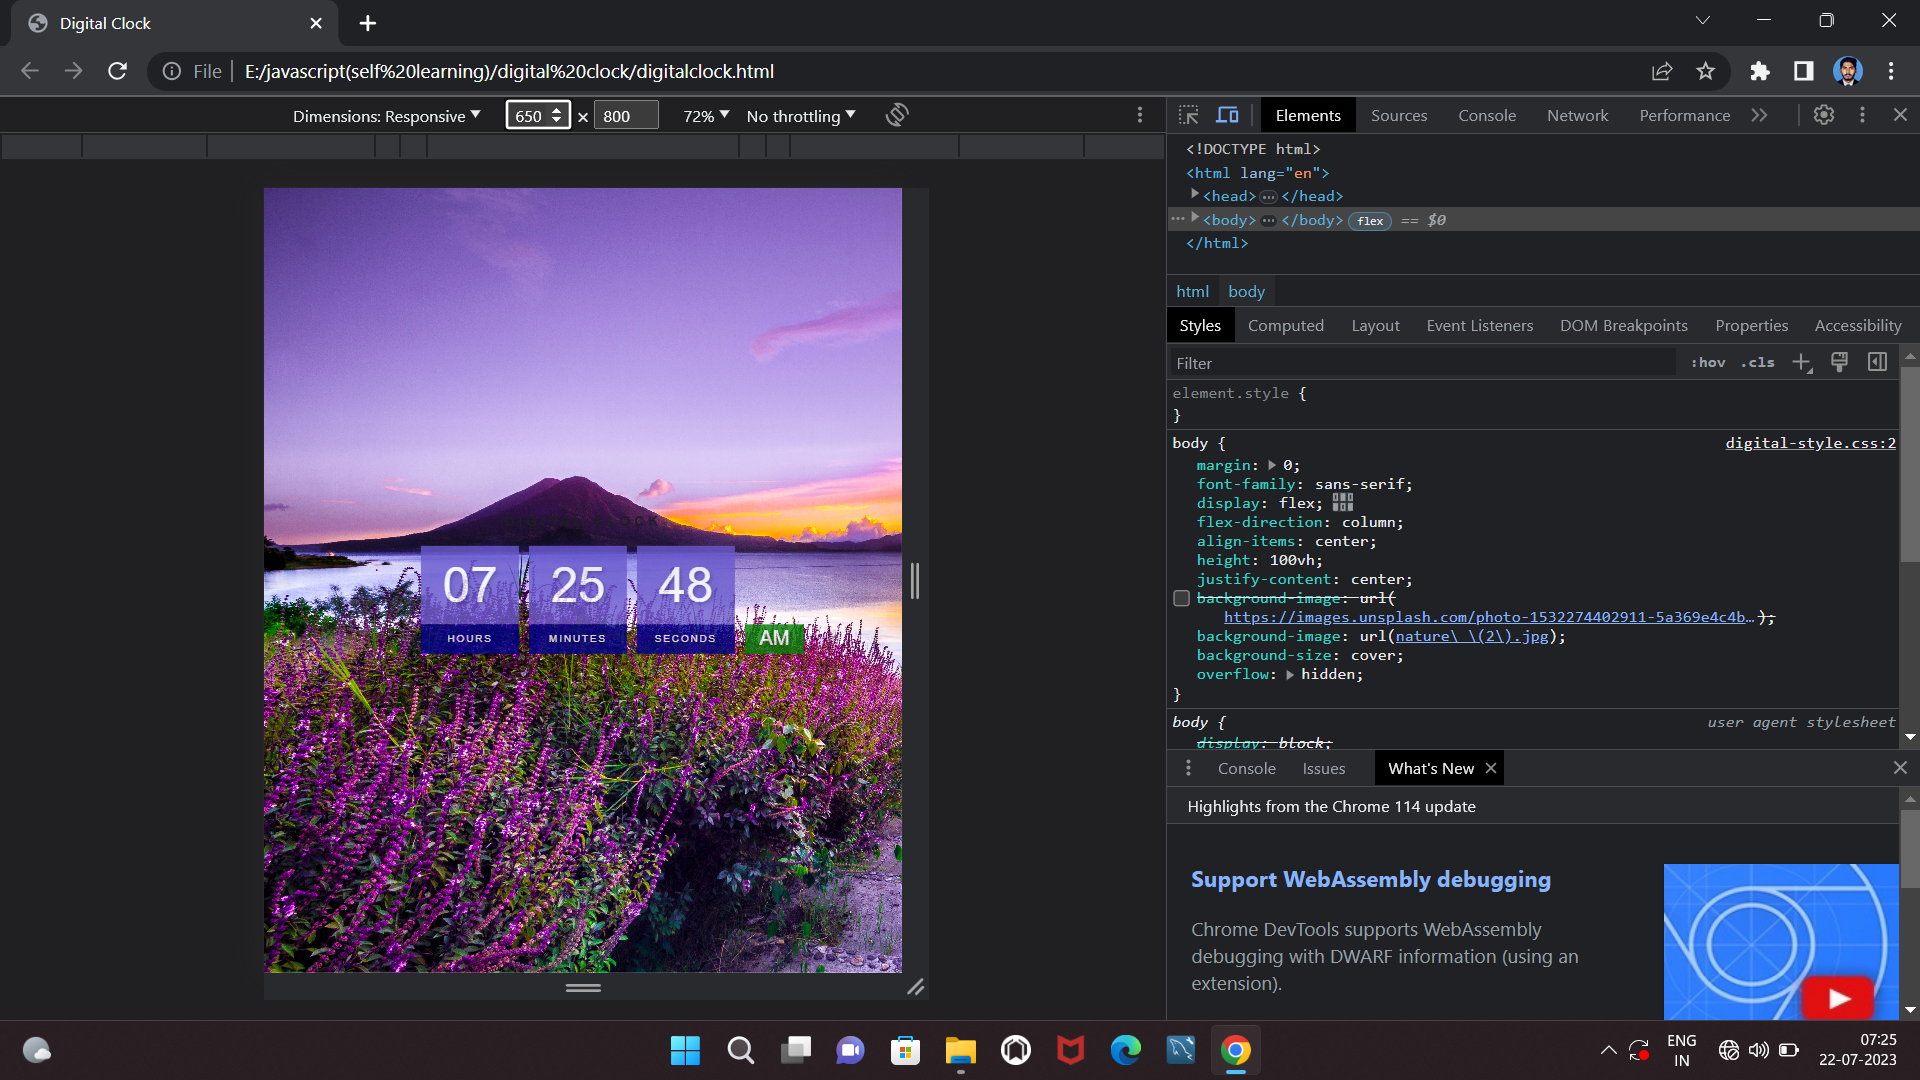 Digital Clock
File
E:/javascript(self%20learning)/digital%20clock/digitalclock.html
Dimensions: Responsive
650
×
800
72%
No throttling
Elements
Sources
Console
Network
Performance
<!DOCTYPE html>
<html lang="en">
<head>…</head>
<body>…</body> flex == $0
</html>
html
body
Styles
Computed
Layout
Event Listeners
DOM Breakpoints
Properties
Accessibility
Filter
:hov
.cls
element.style {
}
body {
digital-style.css:2
margin: 0;
font-family: sans-serif;
display: flex;
flex-direction: column;
align-items: center;
height: 100vh;
justify-content: center;
background-image: url(
https://images.unsplash.com/photo-1532274402911-5a369e4c4b…);
background-image: url(nature\ \(2\).jpg);
background-size: cover;
overflow: hidden;
}
body {
user agent stylesheet
display: block;
DIGITAL CLOCK
07
25
48
HOURS
MINUTES
SECONDS
AM
Console
Issues
What's New
Highlights from the Chrome 114 update
Support WebAssembly debugging
Chrome DevTools supports WebAssembly
debugging with DWARF information (using an
extension).
ENG
IN
07:25
22-07-2023